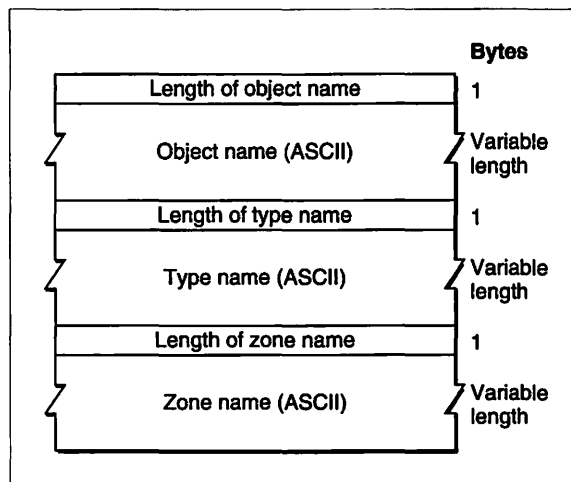 Bytes
Length of object name 1
Object name (ASCII) Variable length
Length of type name 1
Type name (ASCII) Variable length
Length of zone name 1
Zone name (ASCII) Variable length